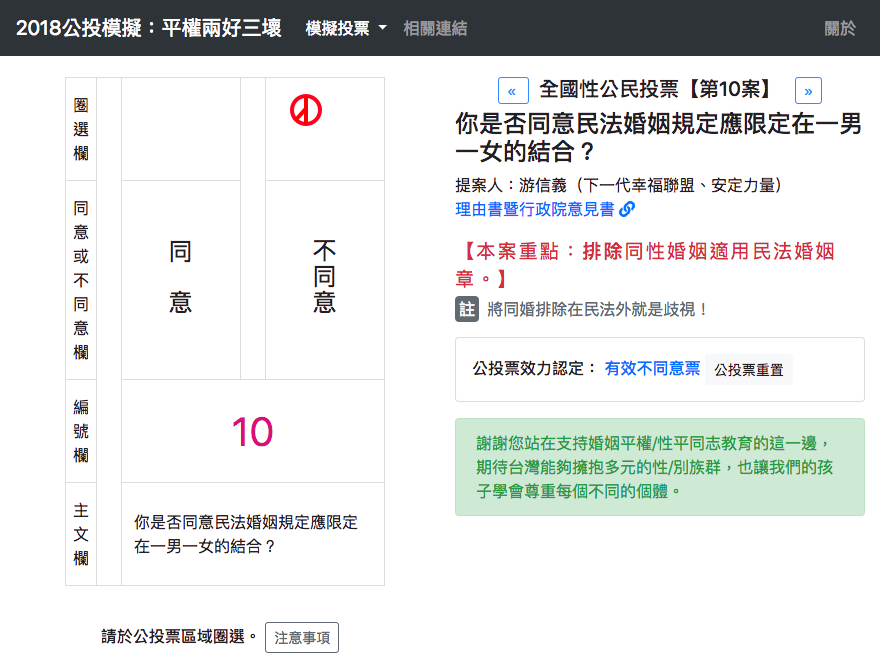 2018公投模擬：平權兩好三壞
模擬投票
相關連結
關於
圈選欄
同意或不同意欄
同意
不同意
編號欄
10
主文欄
你是否同意民法婚姻規定應限定
在一男一女的結合？
請於公投票區域圈選。 注意事項
« 全國性公民投票【第10案】 »
你是否同意民法婚姻規定應限定在一男
一女的結合？
提案人：游信義（下一代幸福聯盟、安定力量）
理由書暨行政院意見書
【本案重點：排除同性婚姻適用民法婚姻
章。】
註 將同婚排除在民法外就是歧視！
公投票效力認定： 有效不同意票 公投票重置
謝謝您站在支持婚姻平權/性平同志教育的這一邊，
期待台灣能夠擁抱多元的性/別族群，也讓我們的孩
子學會尊重每個不同的個體。